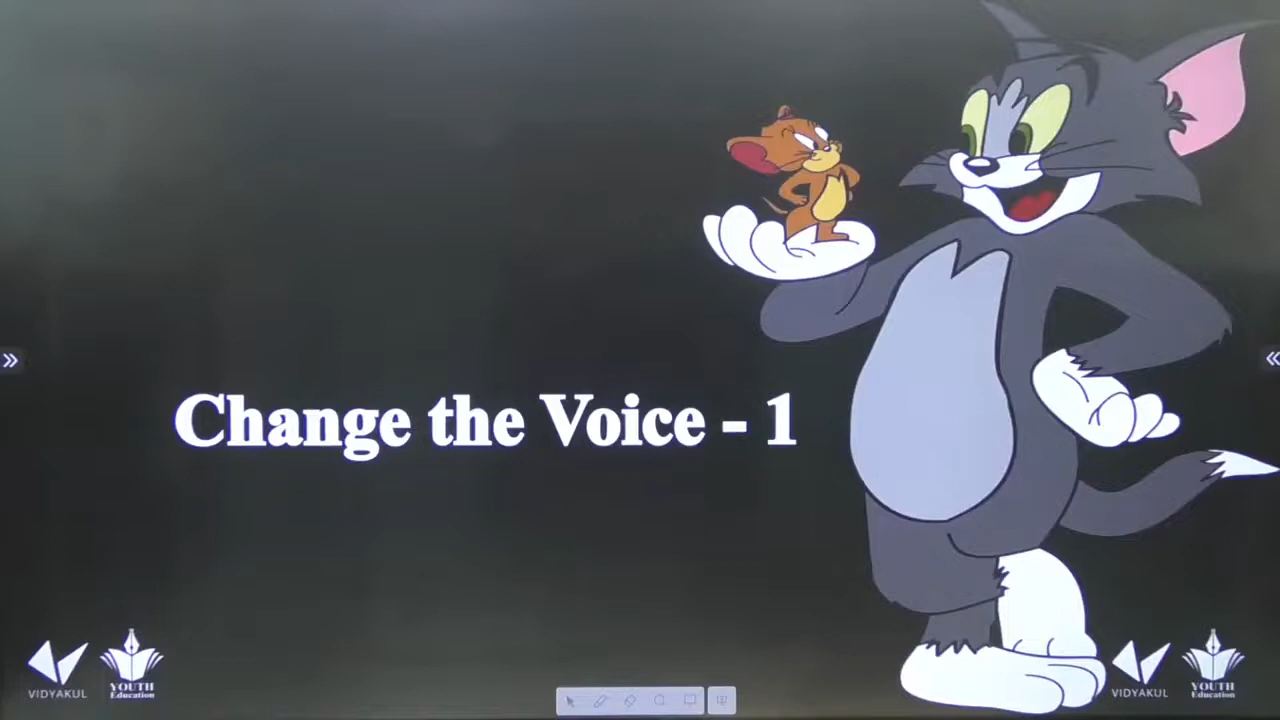 Change the Voice - 1
VIDYAKUL
YOUTH
Education
VIDYAKUL
YOUTH
Education